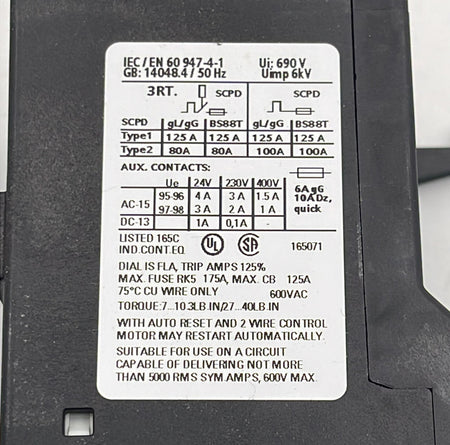 IEC/EN 60 947-4-1 Ui: 690 V
GB: 14048.4/50 Hz Uimp 6kV
3RT. SCPD SCPD
SCPD gL/gG BS88T gL/gG BS88T
Type1 125 A 125 A 125 A 125 A
Type2 80A 80A 100A 100A
AUX. CONTACTS:
Ue 24V 230V 400V
AC-15 95-96 4 A 3 A 1.5 A
97-98 3 A 2 A 1 A
DC-13 1A 0,1A -
6A gG
10A Dz,
quick
LISTED 165C UL SA 165071
IND.CONT.EQ.
DIAL IS FLA, TRIP AMPS 125%
MAX. FUSE RK5 175A, MAX. CB 125A
75°C CU WIRE ONLY 600VAC
TORQUE:7...10.3LB.IN/27...40LB.IN
WITH AUTO RESET AND 2 WIRE CONTROL
MOTOR MAY RESTART AUTOMATICALLY.
SUITABLE FOR USE ON A CIRCUIT
CAPABLE OF DELIVERING NOT MORE
THAN 5000 RMS SYM AMPS, 600V MAX.